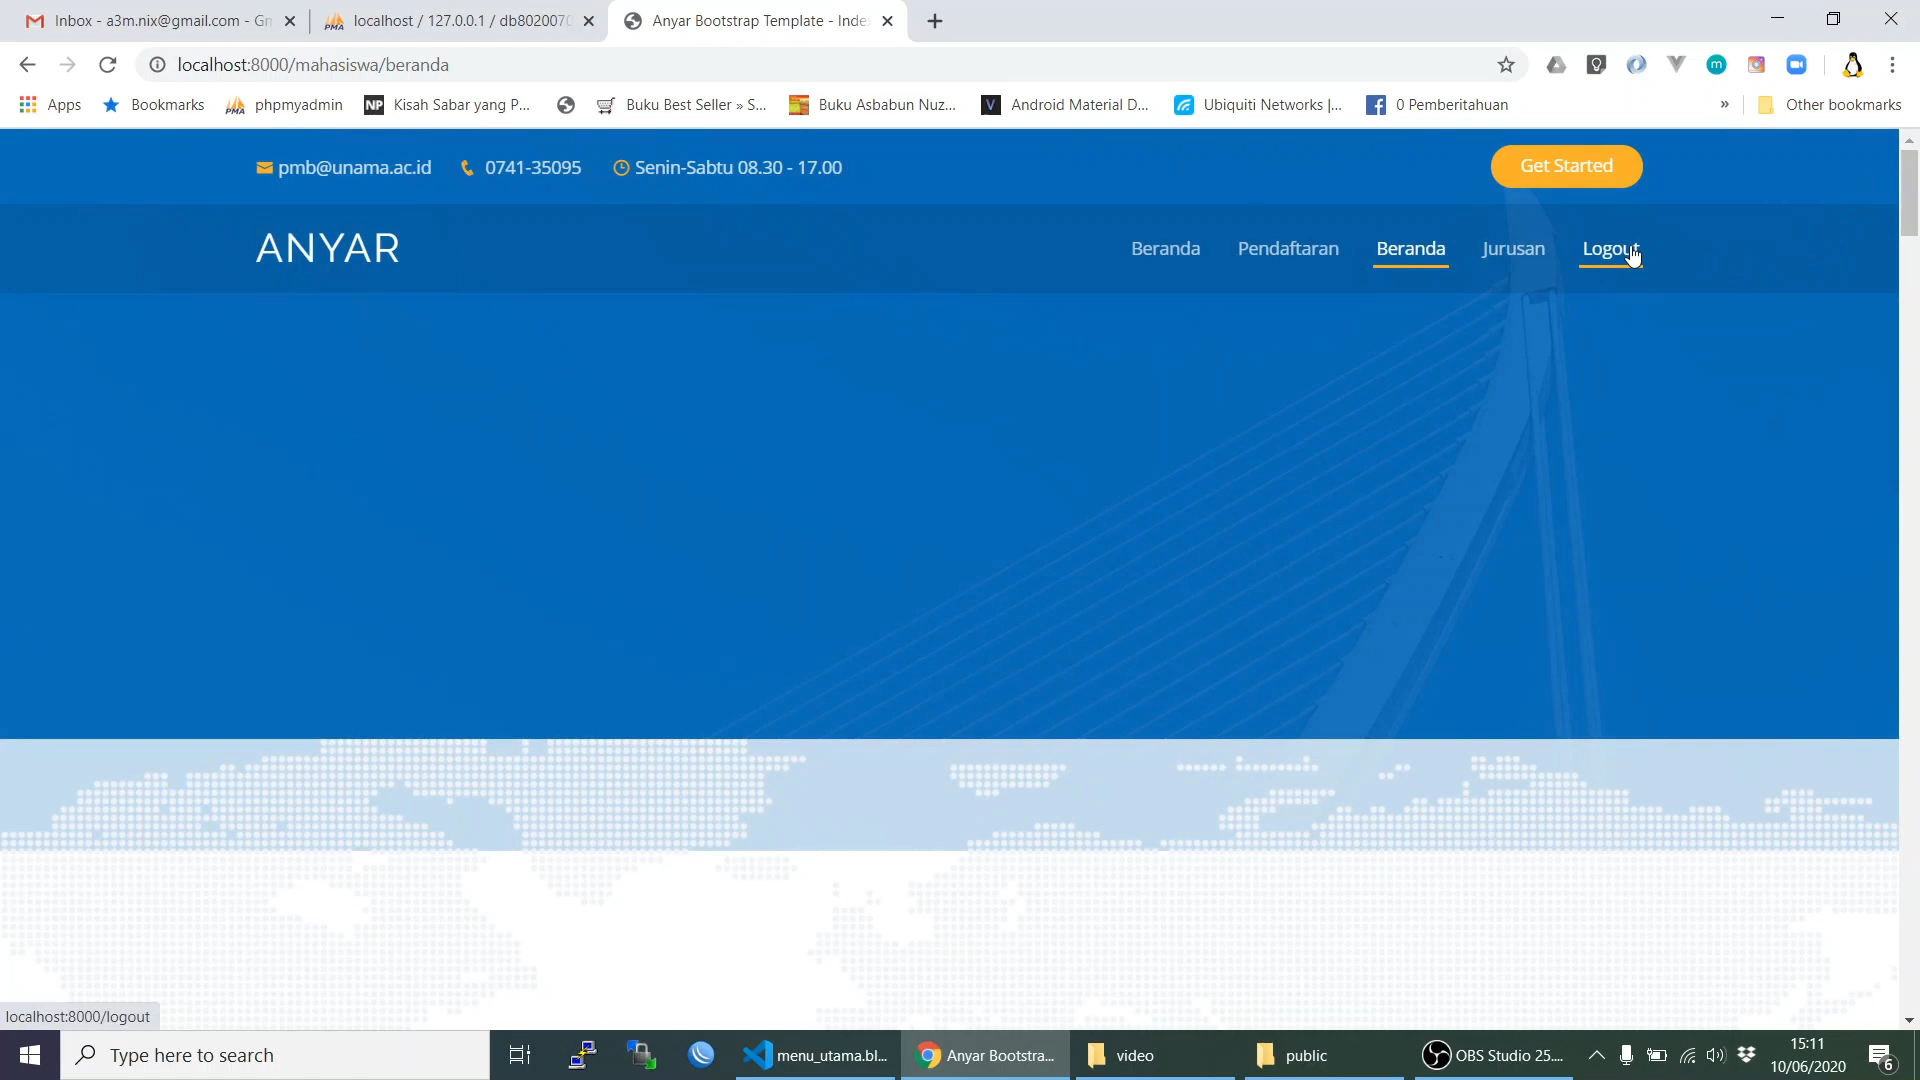 Inbox - a3m.nix@gmail.com - Gm
localhost / 127.0.0.1 / db8020070
Anyar Bootstrap Template - Index
localhost:8000/mahasiswa/beranda
Apps
Bookmarks
phpmyadmin
NP Kisah Sabar yang P...
Buku Best Seller » S...
Buku Asbabun Nuz...
V Android Material D...
Ubiquiti Networks |...
0 Pemberitahuan
»
Other bookmarks
pmb@unama.ac.id
0741-35095
Senin-Sabtu 08.30 - 17.00
Get Started
ANYAR
Beranda
Pendaftaran
Beranda
Jurusan
Logout
localhost:8000/logout
Type here to search
menu_utama.bl...
Anyar Bootstra...
video
public
OBS Studio 25....
15:11
10/06/2020
6